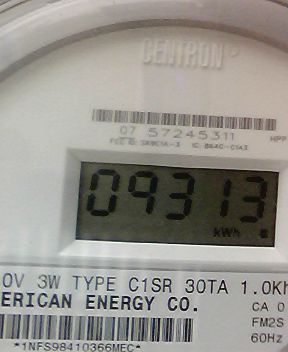 CENTRON®
07 57245311
09313
kWh
0V 3W TYPE C1SR 30TA 1.0Kh
ERICAN ENERGY CO.
CA 0
FM2S
60Hz
*1NFS98410366MEC*